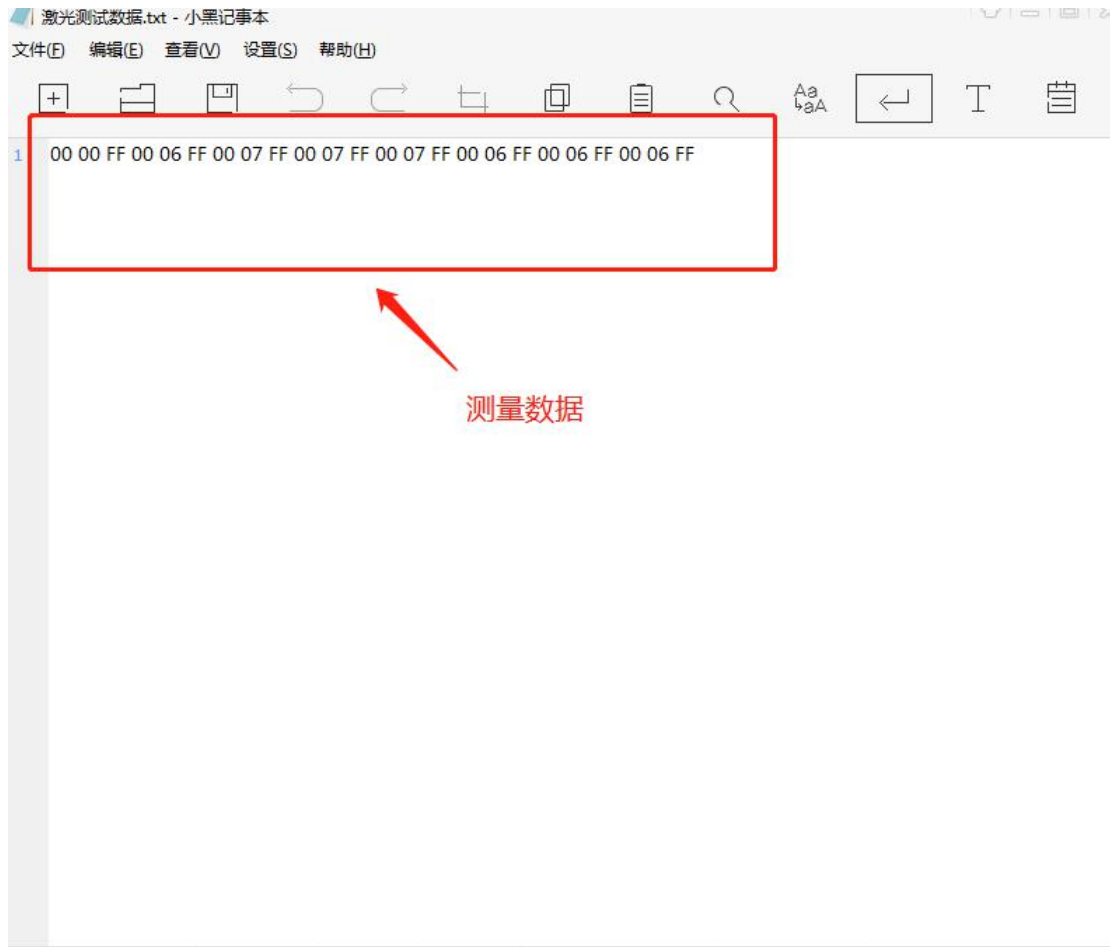 激光测试数据.txt - 小黑记事本
文件(F) 编辑(E) 查看(V) 设置(S) 帮助(H)
Aa
aA
T
1 00 00 FF 00 06 FF 00 07 FF 00 07 FF 00 07 FF 00 06 FF 00 06 FF 00 06 FF
测量数据